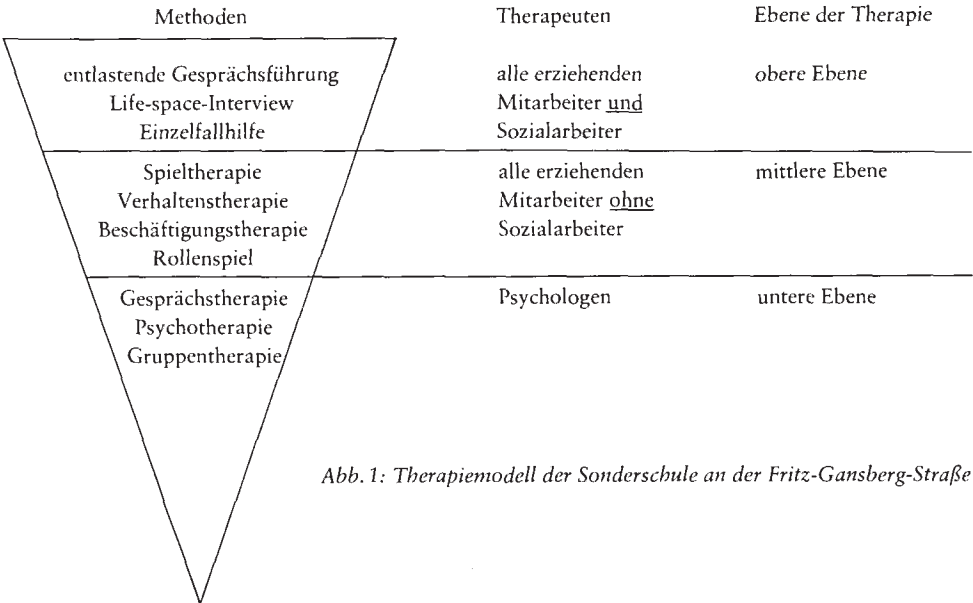 Methoden Therapeuten Ebene der Therapie
entlastende Gesprächsführung alle erziehenden obere Ebene
Life-space-Interview Mitarbeiter und
Einzelfallhilfe Sozialarbeiter
Spieltherapie alle erziehenden mittlere Ebene
Verhaltenstherapie Mitarbeiter ohne
Beschäftigungstherapie Sozialarbeiter
Rollenspiel
Gesprächstherapie Psychologen untere Ebene
Psychotherapie
Gruppentherapie
Abb. 1: Therapiemodell der Sonderschule an der Fritz-Gansberg-Straße